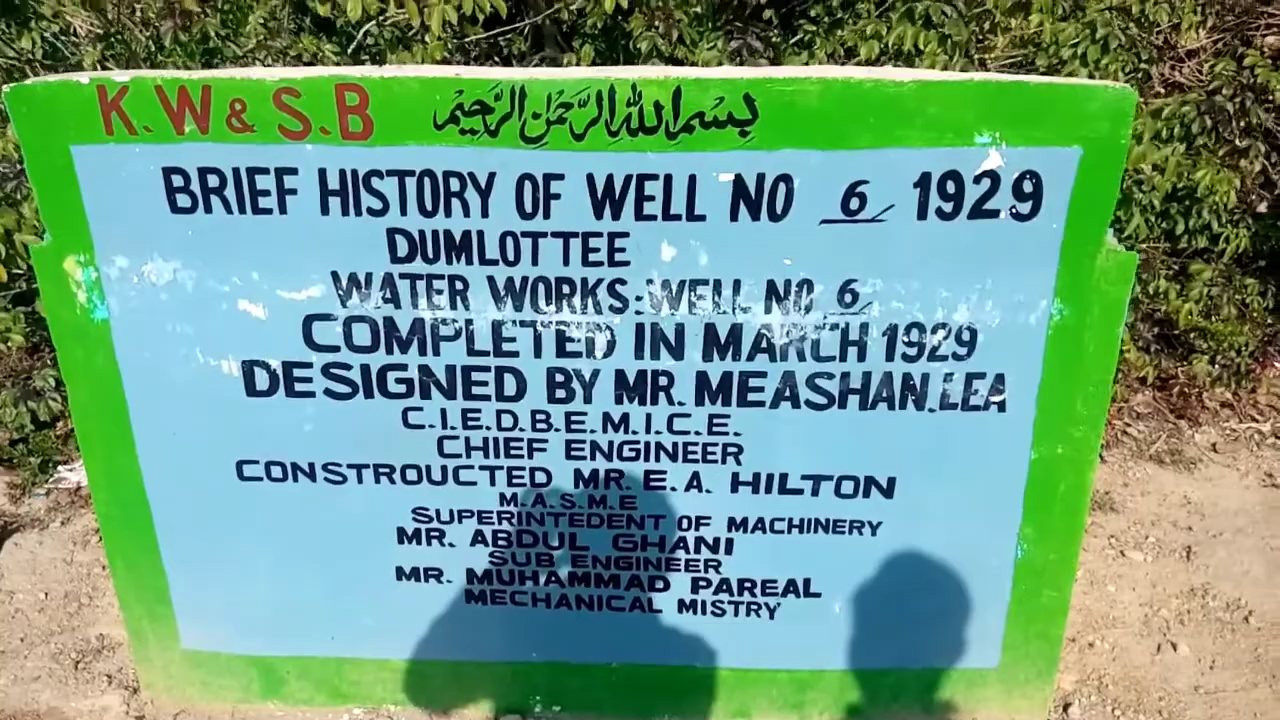 K.W & S.B بسم اللہ الرحمن الرحیم
BRIEF HISTORY OF WELL NO 6 1929
DUMLOTTEE
WATER WORKS: WELL NO 6
COMPLETED IN MARCH 1929
DESIGNED BY MR. MEASHAN.LEA
C.I.E.D.B.E.M.I.C.E.
CHIEF ENGINEER
CONSTROUCTED MR. E.A. HILTON
M.A.S.M.E
SUPERINTEDENT OF MACHINERY
MR. ABDUL GHANI
SUB ENGINEER
MR. MUHAMMAD PAREAL
MECHANICAL MISTRY